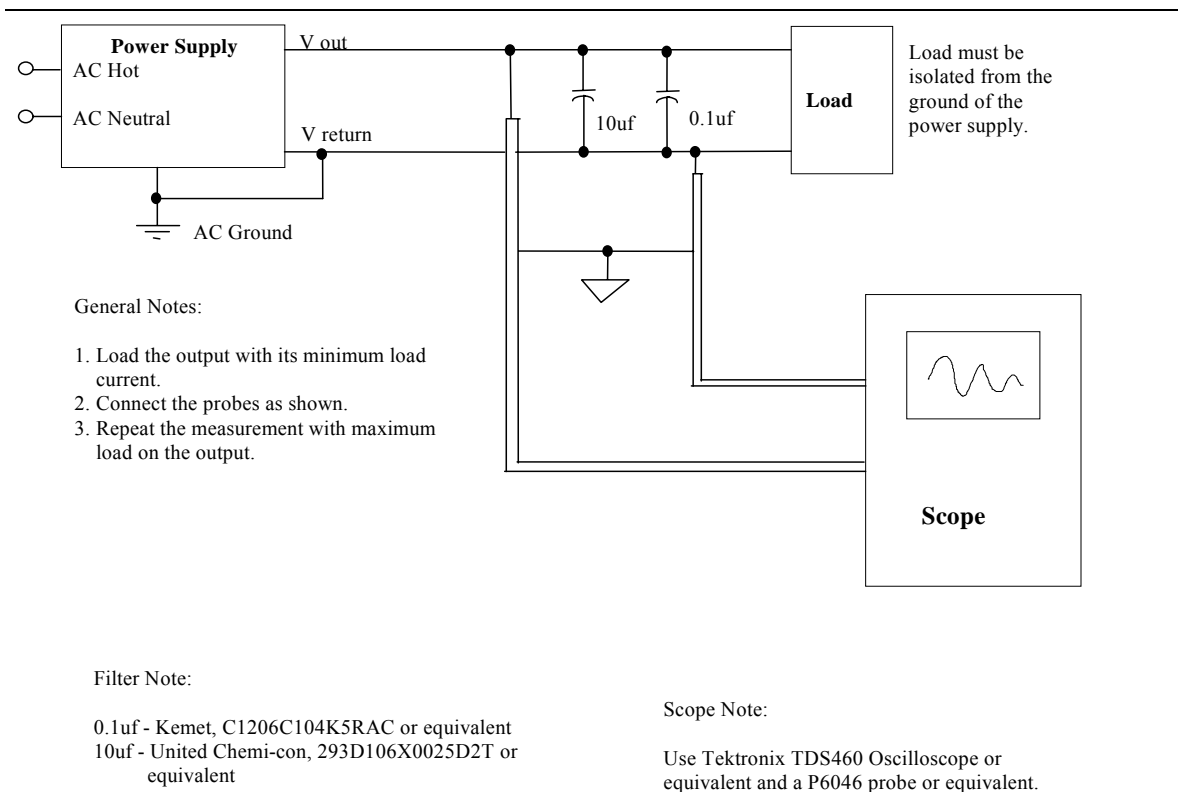 Power Supply
V out
AC Hot
AC Neutral
V return
AC Ground
10uf
0.1uf
Load
Load must be
isolated from the
ground of the
power supply.
General Notes:
1. Load the output with its minimum load
current.
2. Connect the probes as shown.
3. Repeat the measurement with maximum
load on the output.
Scope
Filter Note:
0.1uf - Kemet, C1206C104K5RAC or equivalent
10uf - United Chemi-con, 293D106X0025D2T or
equivalent
Scope Note:
Use Tektronix TDS460 Oscilloscope or
equivalent and a P6046 probe or equivalent.